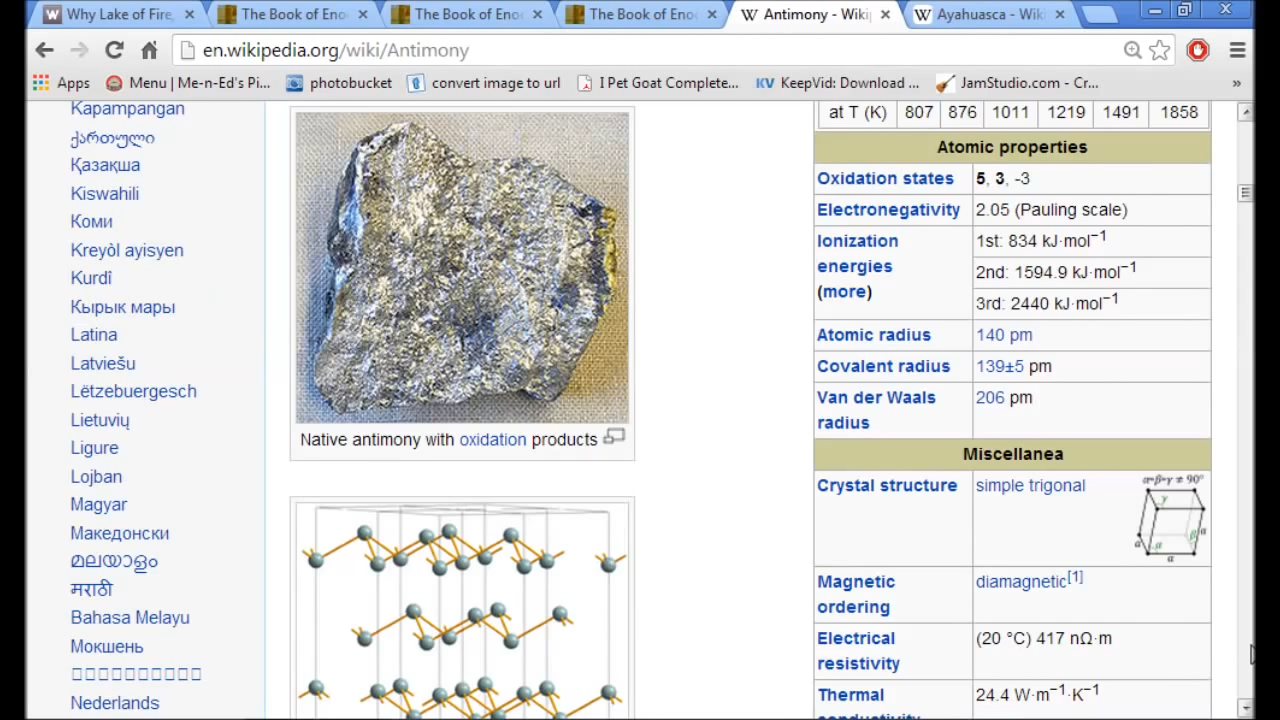 Why Lake of Fire,
The Book of Eno
The Book of Eno
The Book of Eno
Antimony - Wiki
Ayahuasca - Wiki
en.wikipedia.org/wiki/Antimony
Apps
Menu | Me-n-Ed's Pi...
photobucket
convert image to url
I Pet Goat Complete...
KV KeepVid: Download ...
JamStudio.com - Cr...
»
Kapampangan
ქართული
Қазақша
Kiswahili
Коми
Kreyòl ayisyen
Kurdî
Кырык мары
Latina
Latviešu
Lëtzebuergesch
Lietuvių
Ligure
Lojban
Magyar
Македонски
മലയാളം
मराठी
Bahasa Melayu
Мокшень
Nederlands
Native antimony with oxidation products
at T (K) 807 876 1011 1219 1491 1858
Atomic properties
Oxidation states 5, 3, -3
Electronegativity 2.05 (Pauling scale)
Ionization energies (more)
1st: 834 kJ·mol−1
2nd: 1594.9 kJ·mol−1
3rd: 2440 kJ·mol−1
Atomic radius 140 pm
Covalent radius 139±5 pm
Van der Waals radius 206 pm
Miscellanea
Crystal structure simple trigonal
α=β=γ ≠ 90°
Magnetic ordering diamagnetic[1]
Electrical resistivity (20 °C) 417 nΩ·m
Thermal 24.4 W·m−1·K−1